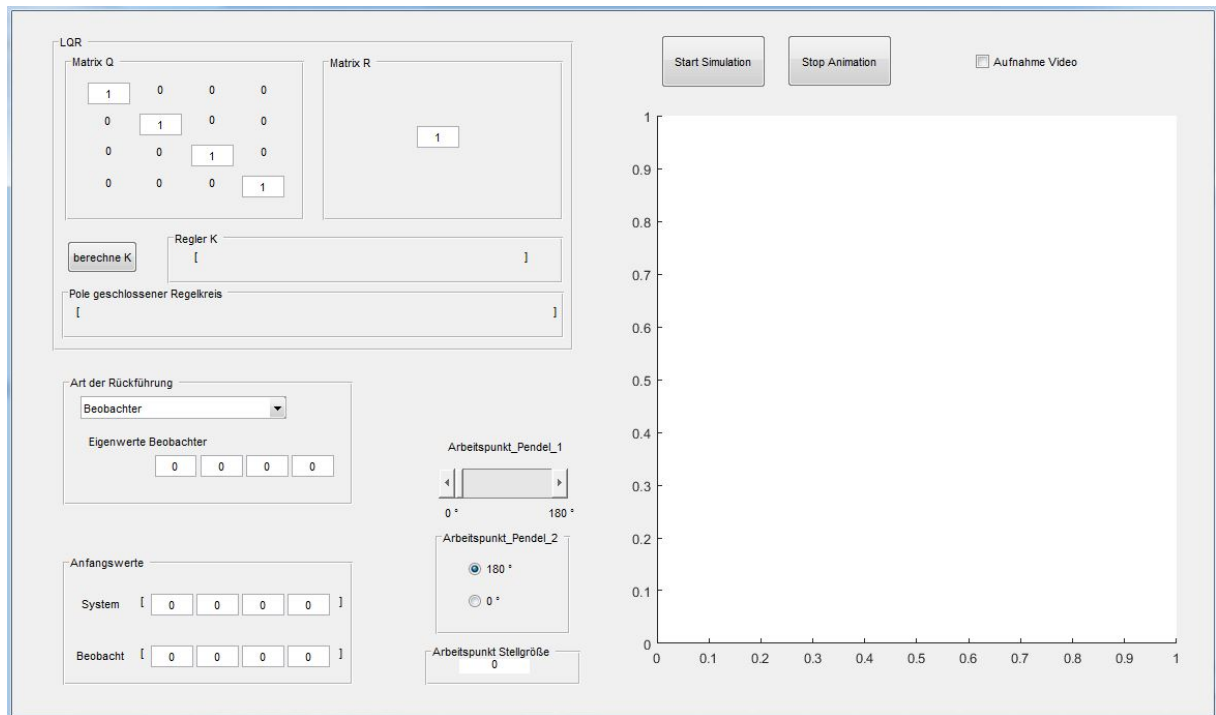 LQR
Matrix Q
1 0 0 0
0 1 0 0
0 0 1 0
0 0 0 1
Matrix R
1
berechne K
Regler K
[ ]
Pole geschlossener Regelkreis
[ ]
Art der Rückführung
Beobachter
Eigenwerte Beobachter
0 0 0 0
Anfangswerte
System [ 0 0 0 0 ]
Beobacht [ 0 0 0 0 ]
Arbeitspunkt_Pendel_1
0 ° 180 °
Arbeitspunkt_Pendel_2
180 °
0 °
Arbeitspunkt Stellgröße
0
Start Simulation
Stop Animation
Aufnahme Video
1
0.9
0.8
0.7
0.6
0.5
0.4
0.3
0.2
0.1
0
0 0.1 0.2 0.3 0.4 0.5 0.6 0.7 0.8 0.9 1